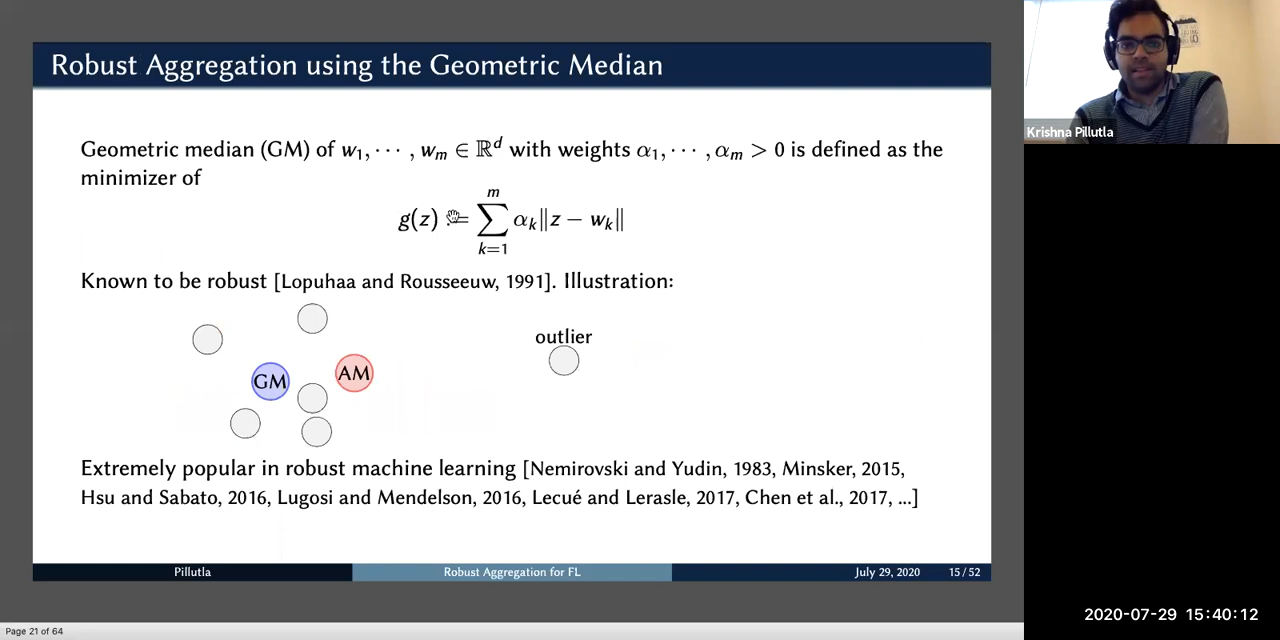 Robust Aggregation using the Geometric Median
Geometric median (GM) of w₁, ⋯ , wₘ ∈ ℝᵈ with weights α₁, ⋯ , αₘ > 0 is defined as the
minimizer of
g(z) := ∑ₖ₌₁ᵐ αₖ‖z − wₖ‖
Known to be robust [Lopuhaa and Rousseeuw, 1991]. Illustration:
outlier
GM
AM
Extremely popular in robust machine learning [Nemirovski and Yudin, 1983, Minsker, 2015,
Hsu and Sabato, 2016, Lugosi and Mendelson, 2016, Lecué and Lerasle, 2017, Chen et al., 2017, ...]
Pillutla
Robust Aggregation for FL
July 29, 2020
15/52
Page 21 of 64
Krishna Pillutla
2020-07-29 15:40:12